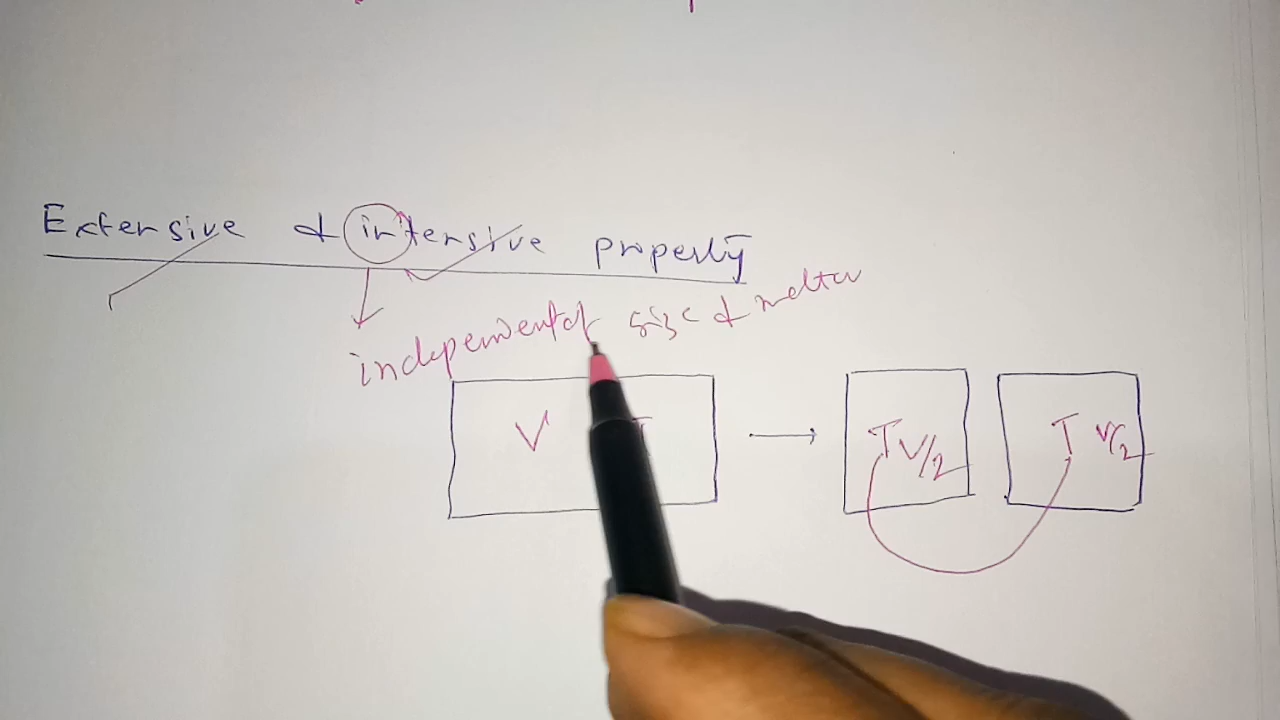 Extensive & intensive property
independent of size & matter
V T
T V/2
T V/2